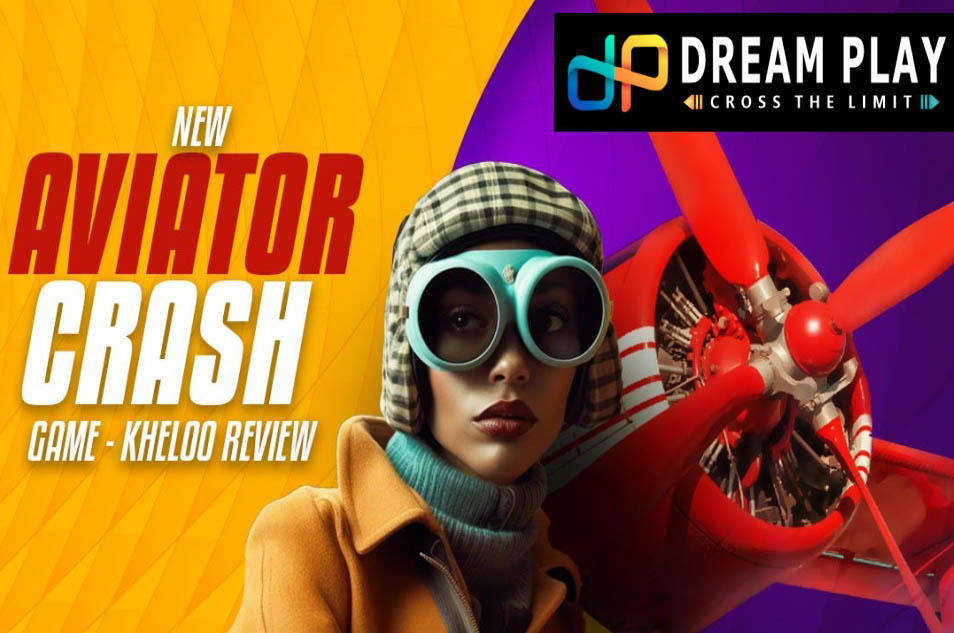 DREAM PLAY
CROSS THE LIMIT
NEW
AVIATOR
CRASH
GAME - KHELOO REVIEW